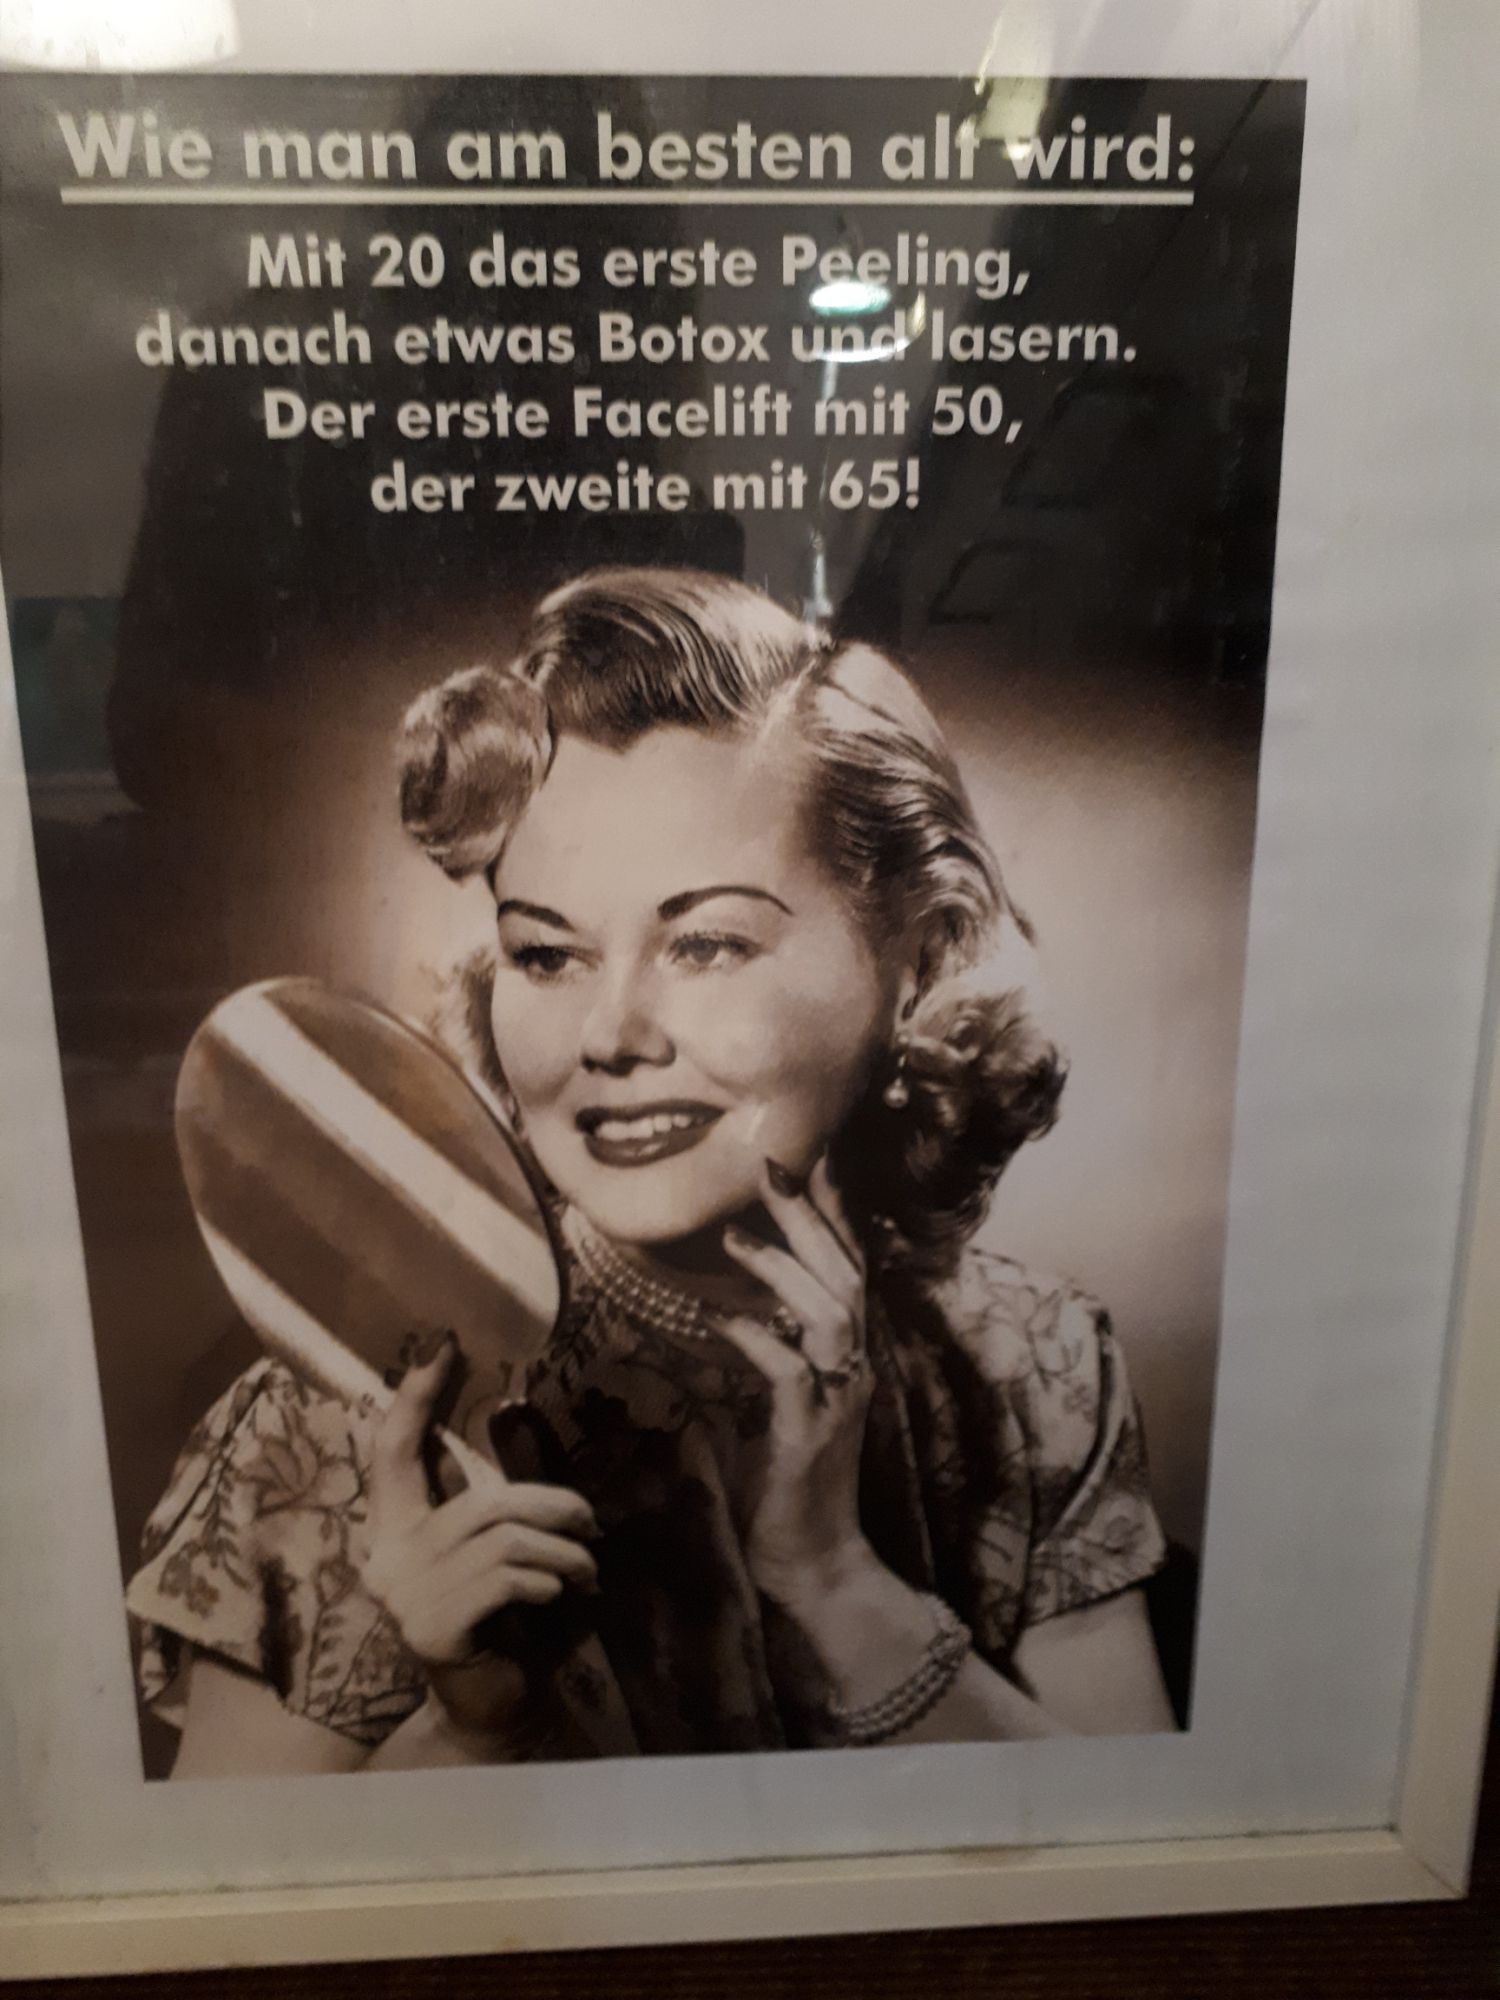 Wie man am besten alt wird:
Mit 20 das erste Peeling,
danach etwas Botox und lasern.
Der erste Facelift mit 50,
der zweite mit 65!